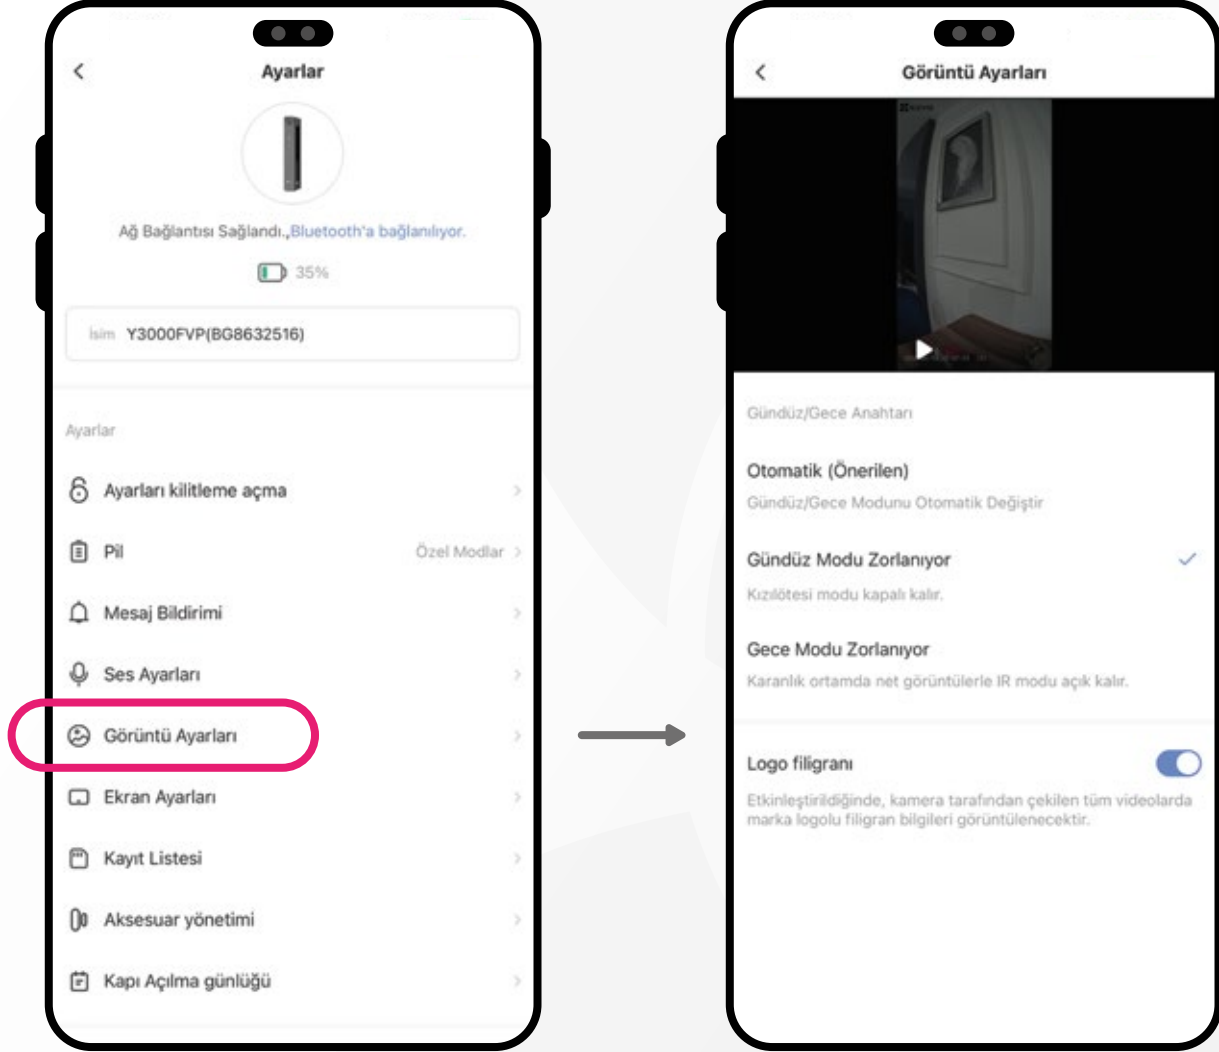 Ayarlar
Ağ Bağlantısı Sağlandı.,Bluetooth'a bağlanılıyor.
35%
İsim Y3000FVP(BG8632516)
Ayarlar
Ayarları kilitleme açma
Pil Özel Modlar
Mesaj Bildirimi
Ses Ayarları
Görüntü Ayarları
Ekran Ayarları
Kayıt Listesi
Aksesuar yönetimi
Kapı Açılma günlüğü
Görüntü Ayarları
Gündüz/Gece Anahtarı
Otomatik (Önerilen)
Gündüz/Gece Modunu Otomatik Değiştir
Gündüz Modu Zorlanıyor
Kızılötesi modu kapalı kalır.
Gece Modu Zorlanıyor
Karanlık ortamda net görüntülerle IR modu açık kalır.
Logo filigranı
Etkinleştirildiğinde, kamera tarafından çekilen tüm videolarda
marka logolu filigran bilgileri görüntülenecektir.